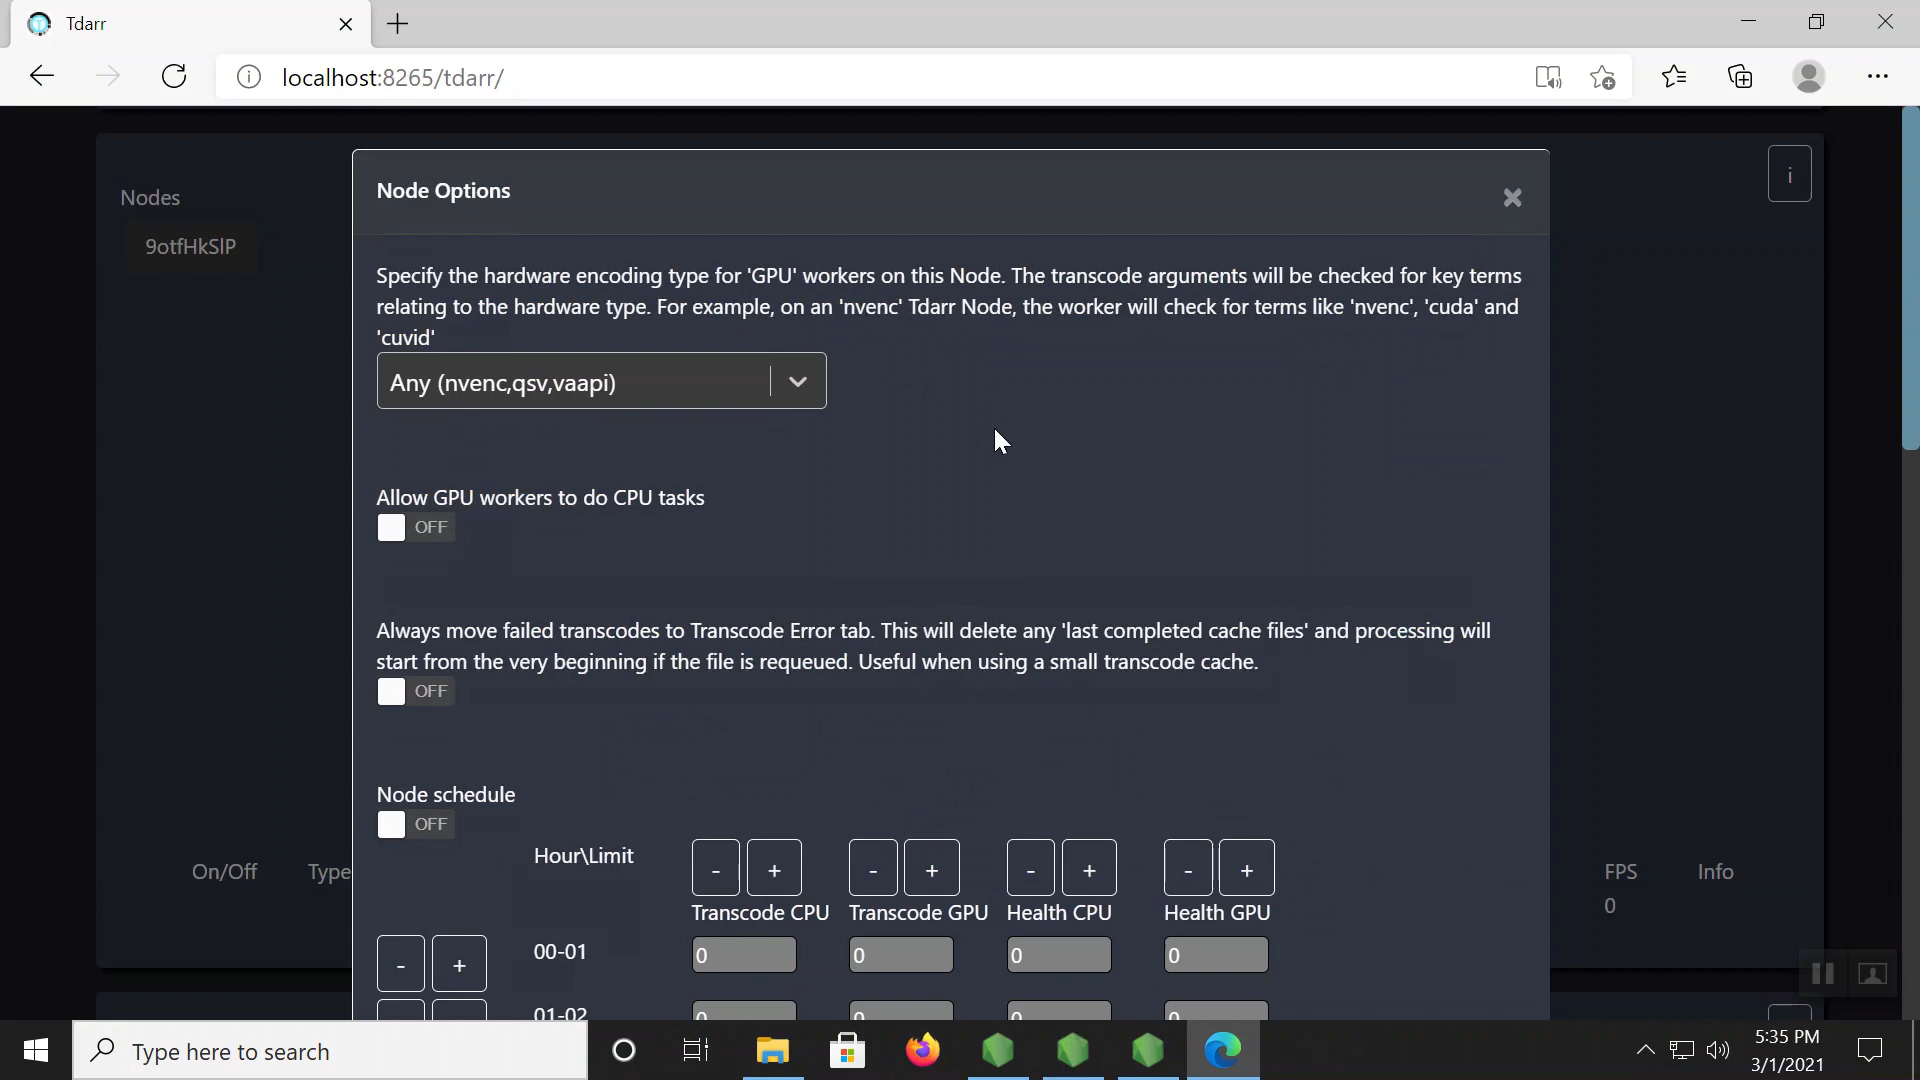 Tdarr
localhost:8265/tdarr/
Nodes
9otfHkSlP
i
Node Options
Specify the hardware encoding type for 'GPU' workers on this Node. The transcode arguments will be checked for key terms
relating to the hardware type. For example, on an 'nvenc' Tdarr Node, the worker will check for terms like 'nvenc', 'cuda' and
'cuvid'
Any (nvenc,qsv,vaapi)
Allow GPU workers to do CPU tasks
OFF
Always move failed transcodes to Transcode Error tab. This will delete any 'last completed cache files' and processing will
start from the very beginning if the file is requeued. Useful when using a small transcode cache.
OFF
Node schedule
OFF
Hour\Limit
- + - + - + - +
Transcode CPU Transcode GPU Health CPU Health GPU
On/Off Type
FPS Info
0
- + 00-01 0 0 0 0
01-02 0 0 0 0
Type here to search
5:35 PM
3/1/2021